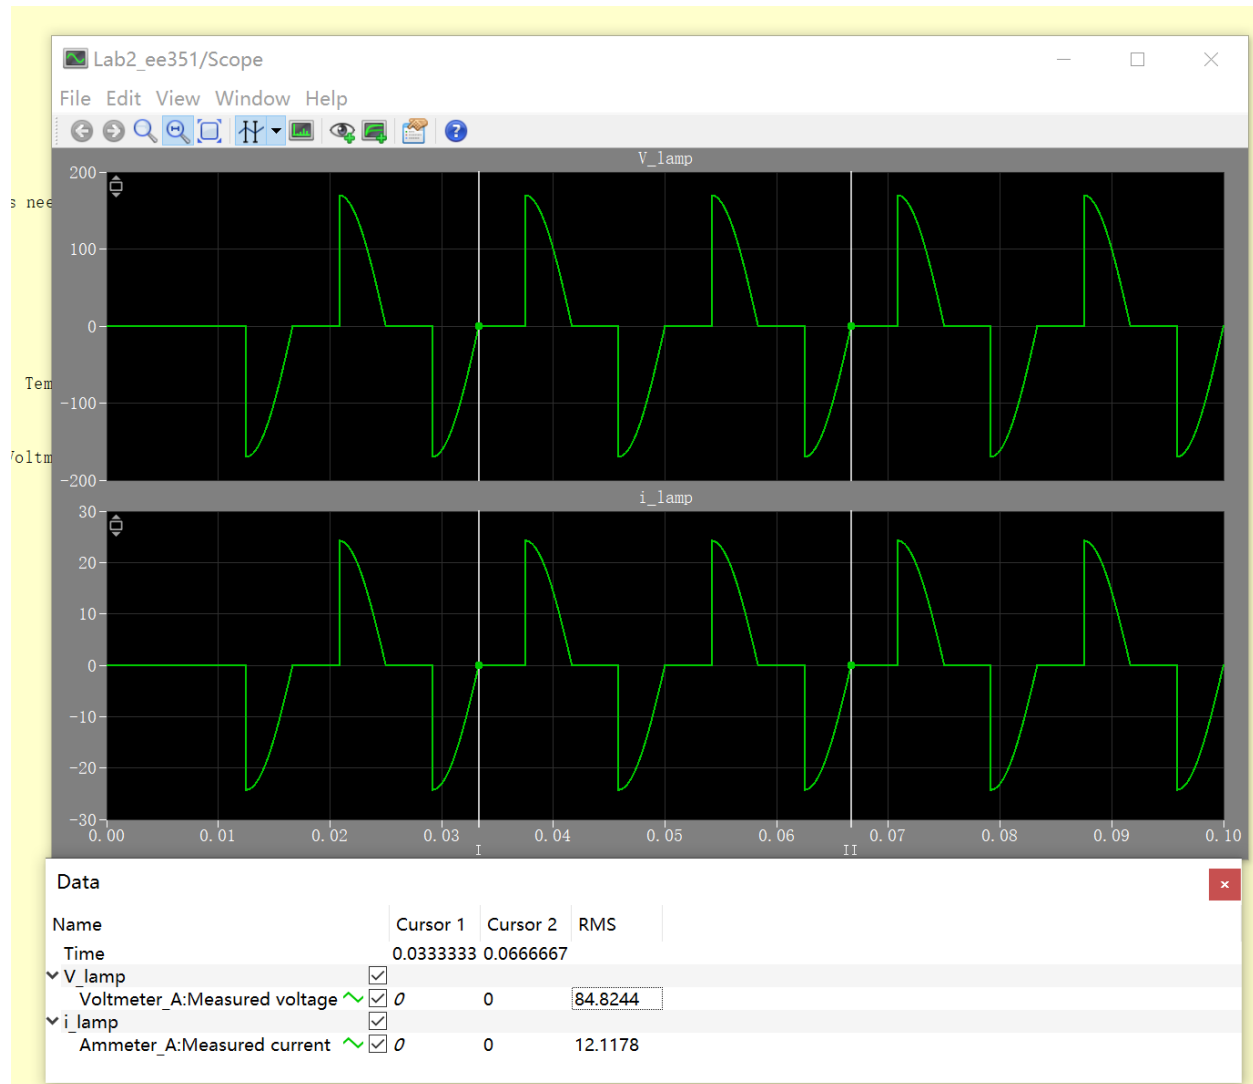 Lab2_ee351/Scope
File Edit View Window Help
V_lamp
200
100
0
-100
-200
s nee
Tem
Voltm
i_lamp
30
20
10
0
-10
-20
-30
0.00 0.01 0.02 0.03 0.04 0.05 0.06 0.07 0.08 0.09 0.10
I II
Data
Name Cursor 1 Cursor 2 RMS
Time 0.0333333 0.0666667
V_lamp
Voltmeter_A:Measured voltage 0 0 84.8244
i_lamp
Ammeter_A:Measured current 0 0 12.1178